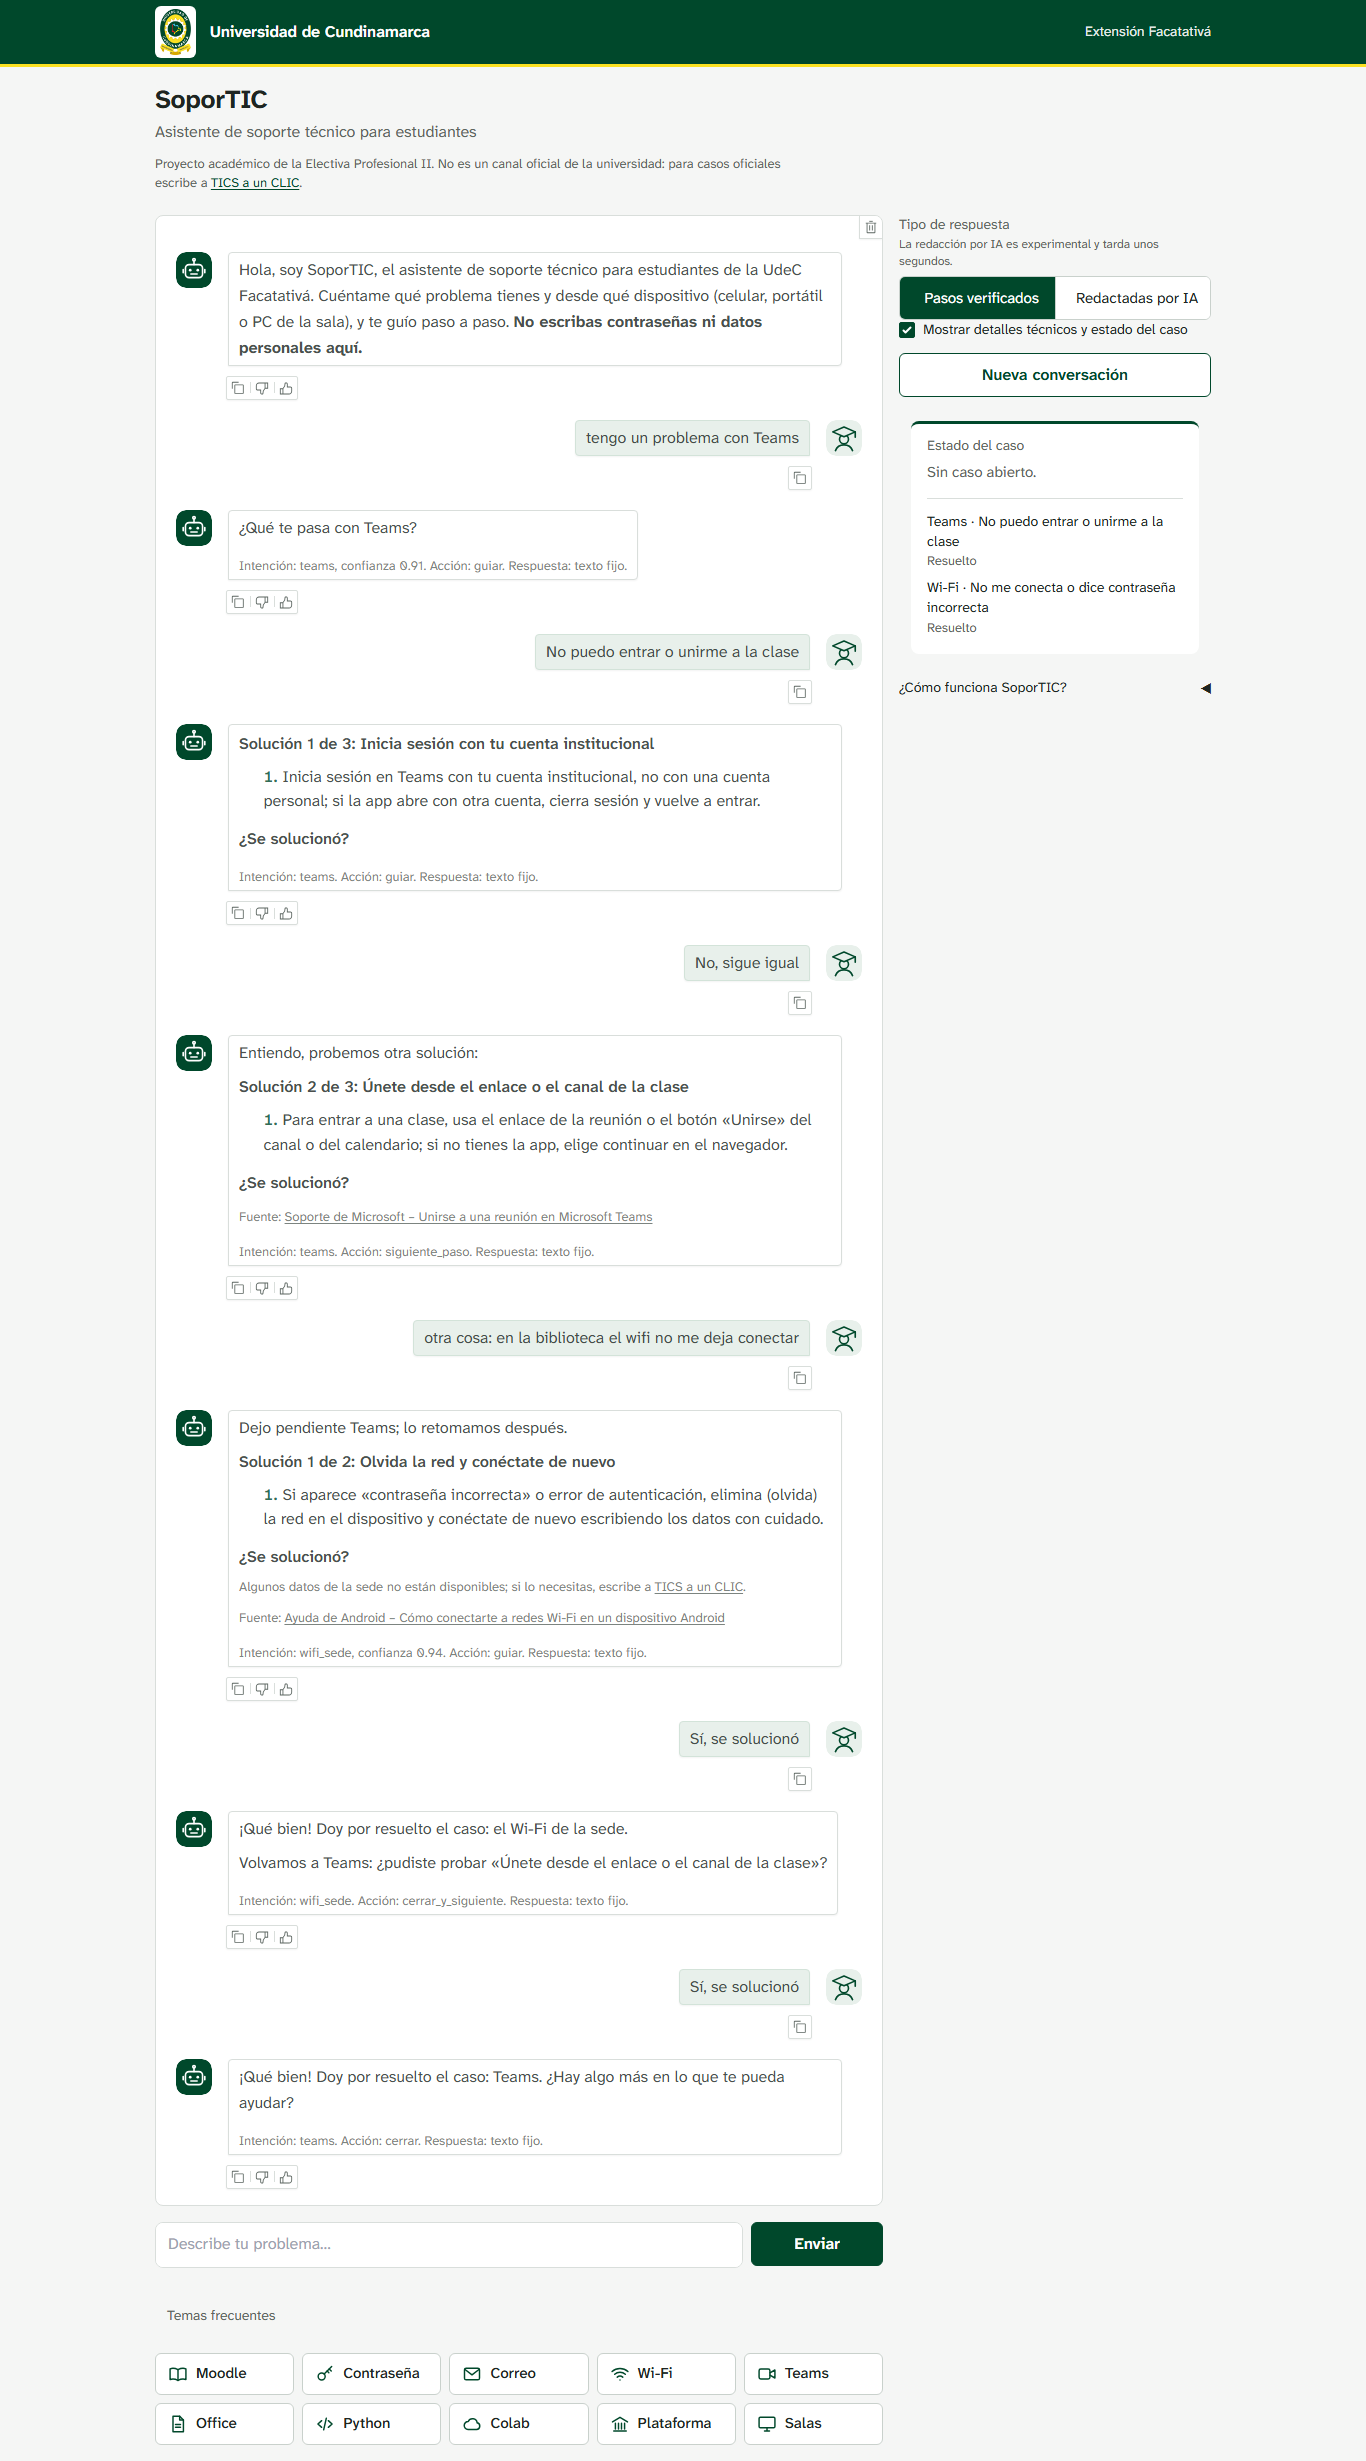 Universidad de Cundinamarca
Extensión Facatativá
SoporTIC
Asistente de soporte técnico para estudiantes
Proyecto académico de la Electiva Profesional II. No es un canal oficial de la universidad: para casos oficiales
escribe a TICS a un CLIC.
Hola, soy SoporTIC, el asistente de soporte técnico para estudiantes de la UdeC
Facatativá. Cuéntame qué problema tienes y desde qué dispositivo (celular, portátil
o PC de la sala), y te guío paso a paso. No escribas contraseñas ni datos
personales aquí.
tengo un problema con Teams
¿Qué te pasa con Teams?
Intención: teams, confianza 0.91. Acción: guiar. Respuesta: texto fijo.
No puedo entrar o unirme a la clase
Solución 1 de 3: Inicia sesión con tu cuenta institucional
1. Inicia sesión en Teams con tu cuenta institucional, no con una cuenta
personal; si la app abre con otra cuenta, cierra sesión y vuelve a entrar.
¿Se solucionó?
Intención: teams. Acción: guiar. Respuesta: texto fijo.
No, sigue igual
Entiendo, probemos otra solución:
Solución 2 de 3: Únete desde el enlace o el canal de la clase
1. Para entrar a una clase, usa el enlace de la reunión o el botón «Unirse» del
canal o del calendario; si no tienes la app, elige continuar en el navegador.
¿Se solucionó?
Fuente: Soporte de Microsoft – Unirse a una reunión en Microsoft Teams
Intención: teams. Acción: siguiente_paso. Respuesta: texto fijo.
otra cosa: en la biblioteca el wifi no me deja conectar
Dejo pendiente Teams; lo retomamos después.
Solución 1 de 2: Olvida la red y conéctate de nuevo
1. Si aparece «contraseña incorrecta» o error de autenticación, elimina (olvida)
la red en el dispositivo y conéctate de nuevo escribiendo los datos con cuidado.
¿Se solucionó?
Algunos datos de la sede no están disponibles; si lo necesitas, escribe a TICS a un CLIC.
Fuente: Ayuda de Android – Cómo conectarte a redes Wi-Fi en un dispositivo Android
Intención: wifi_sede, confianza 0.94. Acción: guiar. Respuesta: texto fijo.
Sí, se solucionó
¡Qué bien! Doy por resuelto el caso: el Wi-Fi de la sede.
Volvamos a Teams: ¿pudiste probar «Únete desde el enlace o el canal de la clase»?
Intención: wifi_sede. Acción: cerrar_y_siguiente. Respuesta: texto fijo.
Sí, se solucionó
¡Qué bien! Doy por resuelto el caso: Teams. ¿Hay algo más en lo que te pueda
ayudar?
Intención: teams. Acción: cerrar. Respuesta: texto fijo.
Describe tu problema...
Enviar
Temas frecuentes
Moodle
Contraseña
Correo
Wi-Fi
Teams
Office
Python
Colab
Plataforma
Salas
Tipo de respuesta
La redacción por IA es experimental y tarda unos
segundos.
Pasos verificados
Redactadas por IA
Mostrar detalles técnicos y estado del caso
Nueva conversación
Estado del caso
Sin caso abierto.
Teams · No puedo entrar o unirme a la
clase
Resuelto
Wi-Fi · No me conecta o dice contraseña
incorrecta
Resuelto
¿Cómo funciona SoporTIC?